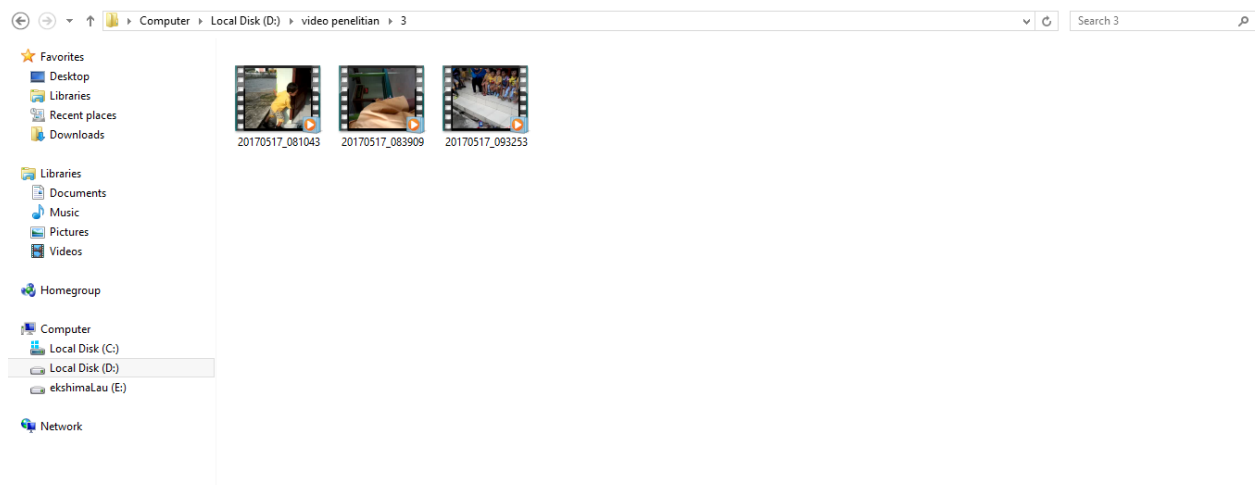 Computer Local Disk (D:) video penelitian 3
Search 3
Favorites
Desktop
Libraries
Recent places
Downloads
Libraries
Documents
Music
Pictures
Videos
Homegroup
Computer
Local Disk (C:)
Local Disk (D:)
ekshimaLau (E:)
Network
20170517_081043 20170517_083909 20170517_093253